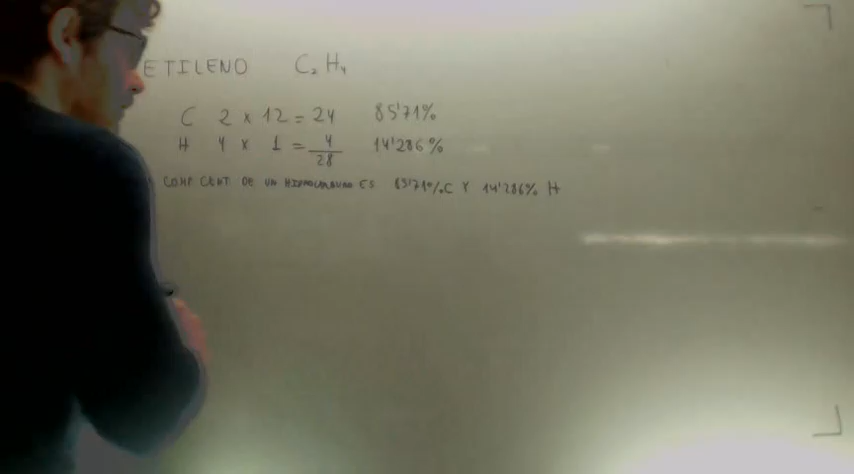 ETILENO C₂H₄
C 2 x 12 = 24 85'71%
H 4 x 1 = 4 14'286%
28
COMP CENT. DE UN HIDROCARBURO ES 85'71%C Y 14'286% H